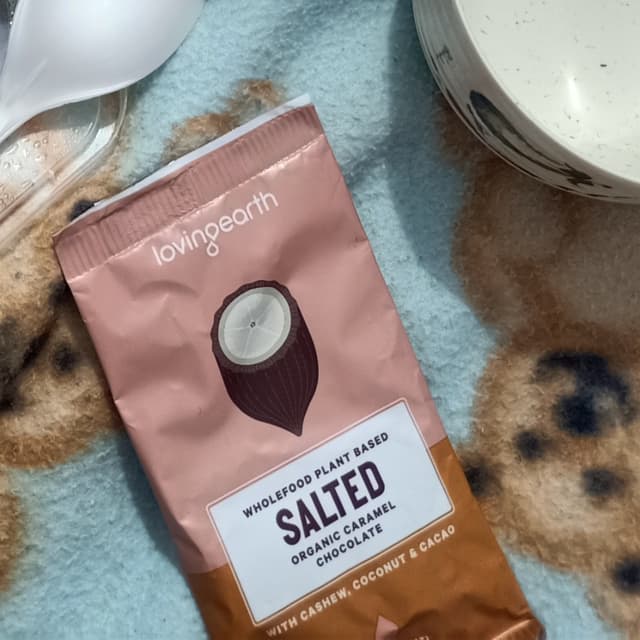 lovingearth
WHOLEFOOD PLANT BASED
SALTED
ORGANIC CARAMEL
CHOCOLATE
WITH CASHEW, COCONUT & CACAO